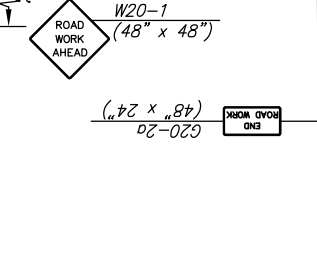 ROAD
WORK
AHEAD
W20-1
(48" x 48")
END
ROAD WORK
G20-2a
(48" x 24")